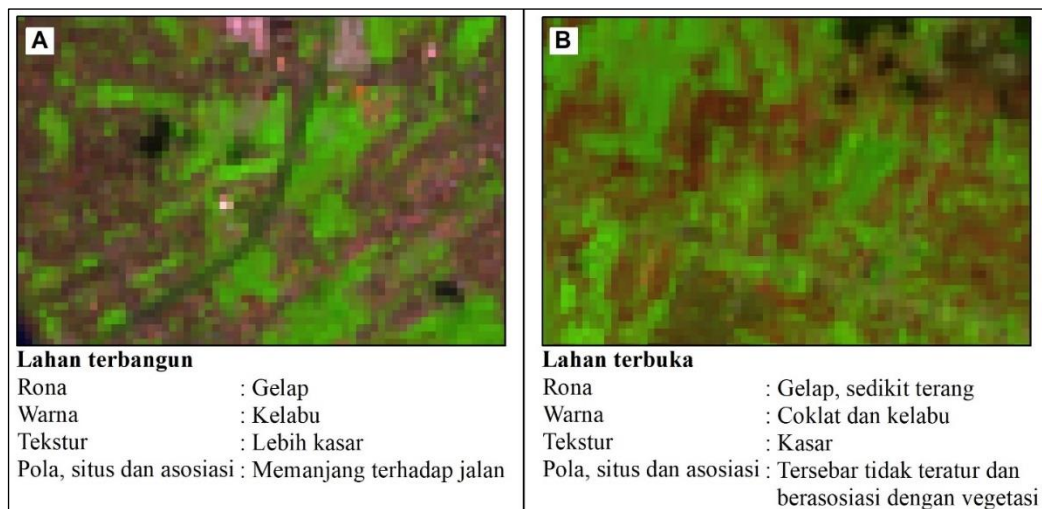 A
Lahan terbangun
Rona : Gelap
Warna : Kelabu
Tekstur : Lebih kasar
Pola, situs dan asosiasi : Memanjang terhadap jalan
B
Lahan terbuka
Rona : Gelap, sedikit terang
Warna : Coklat dan kelabu
Tekstur : Kasar
Pola, situs dan asosiasi : Tersebar tidak teratur dan
berasosiasi dengan vegetasi